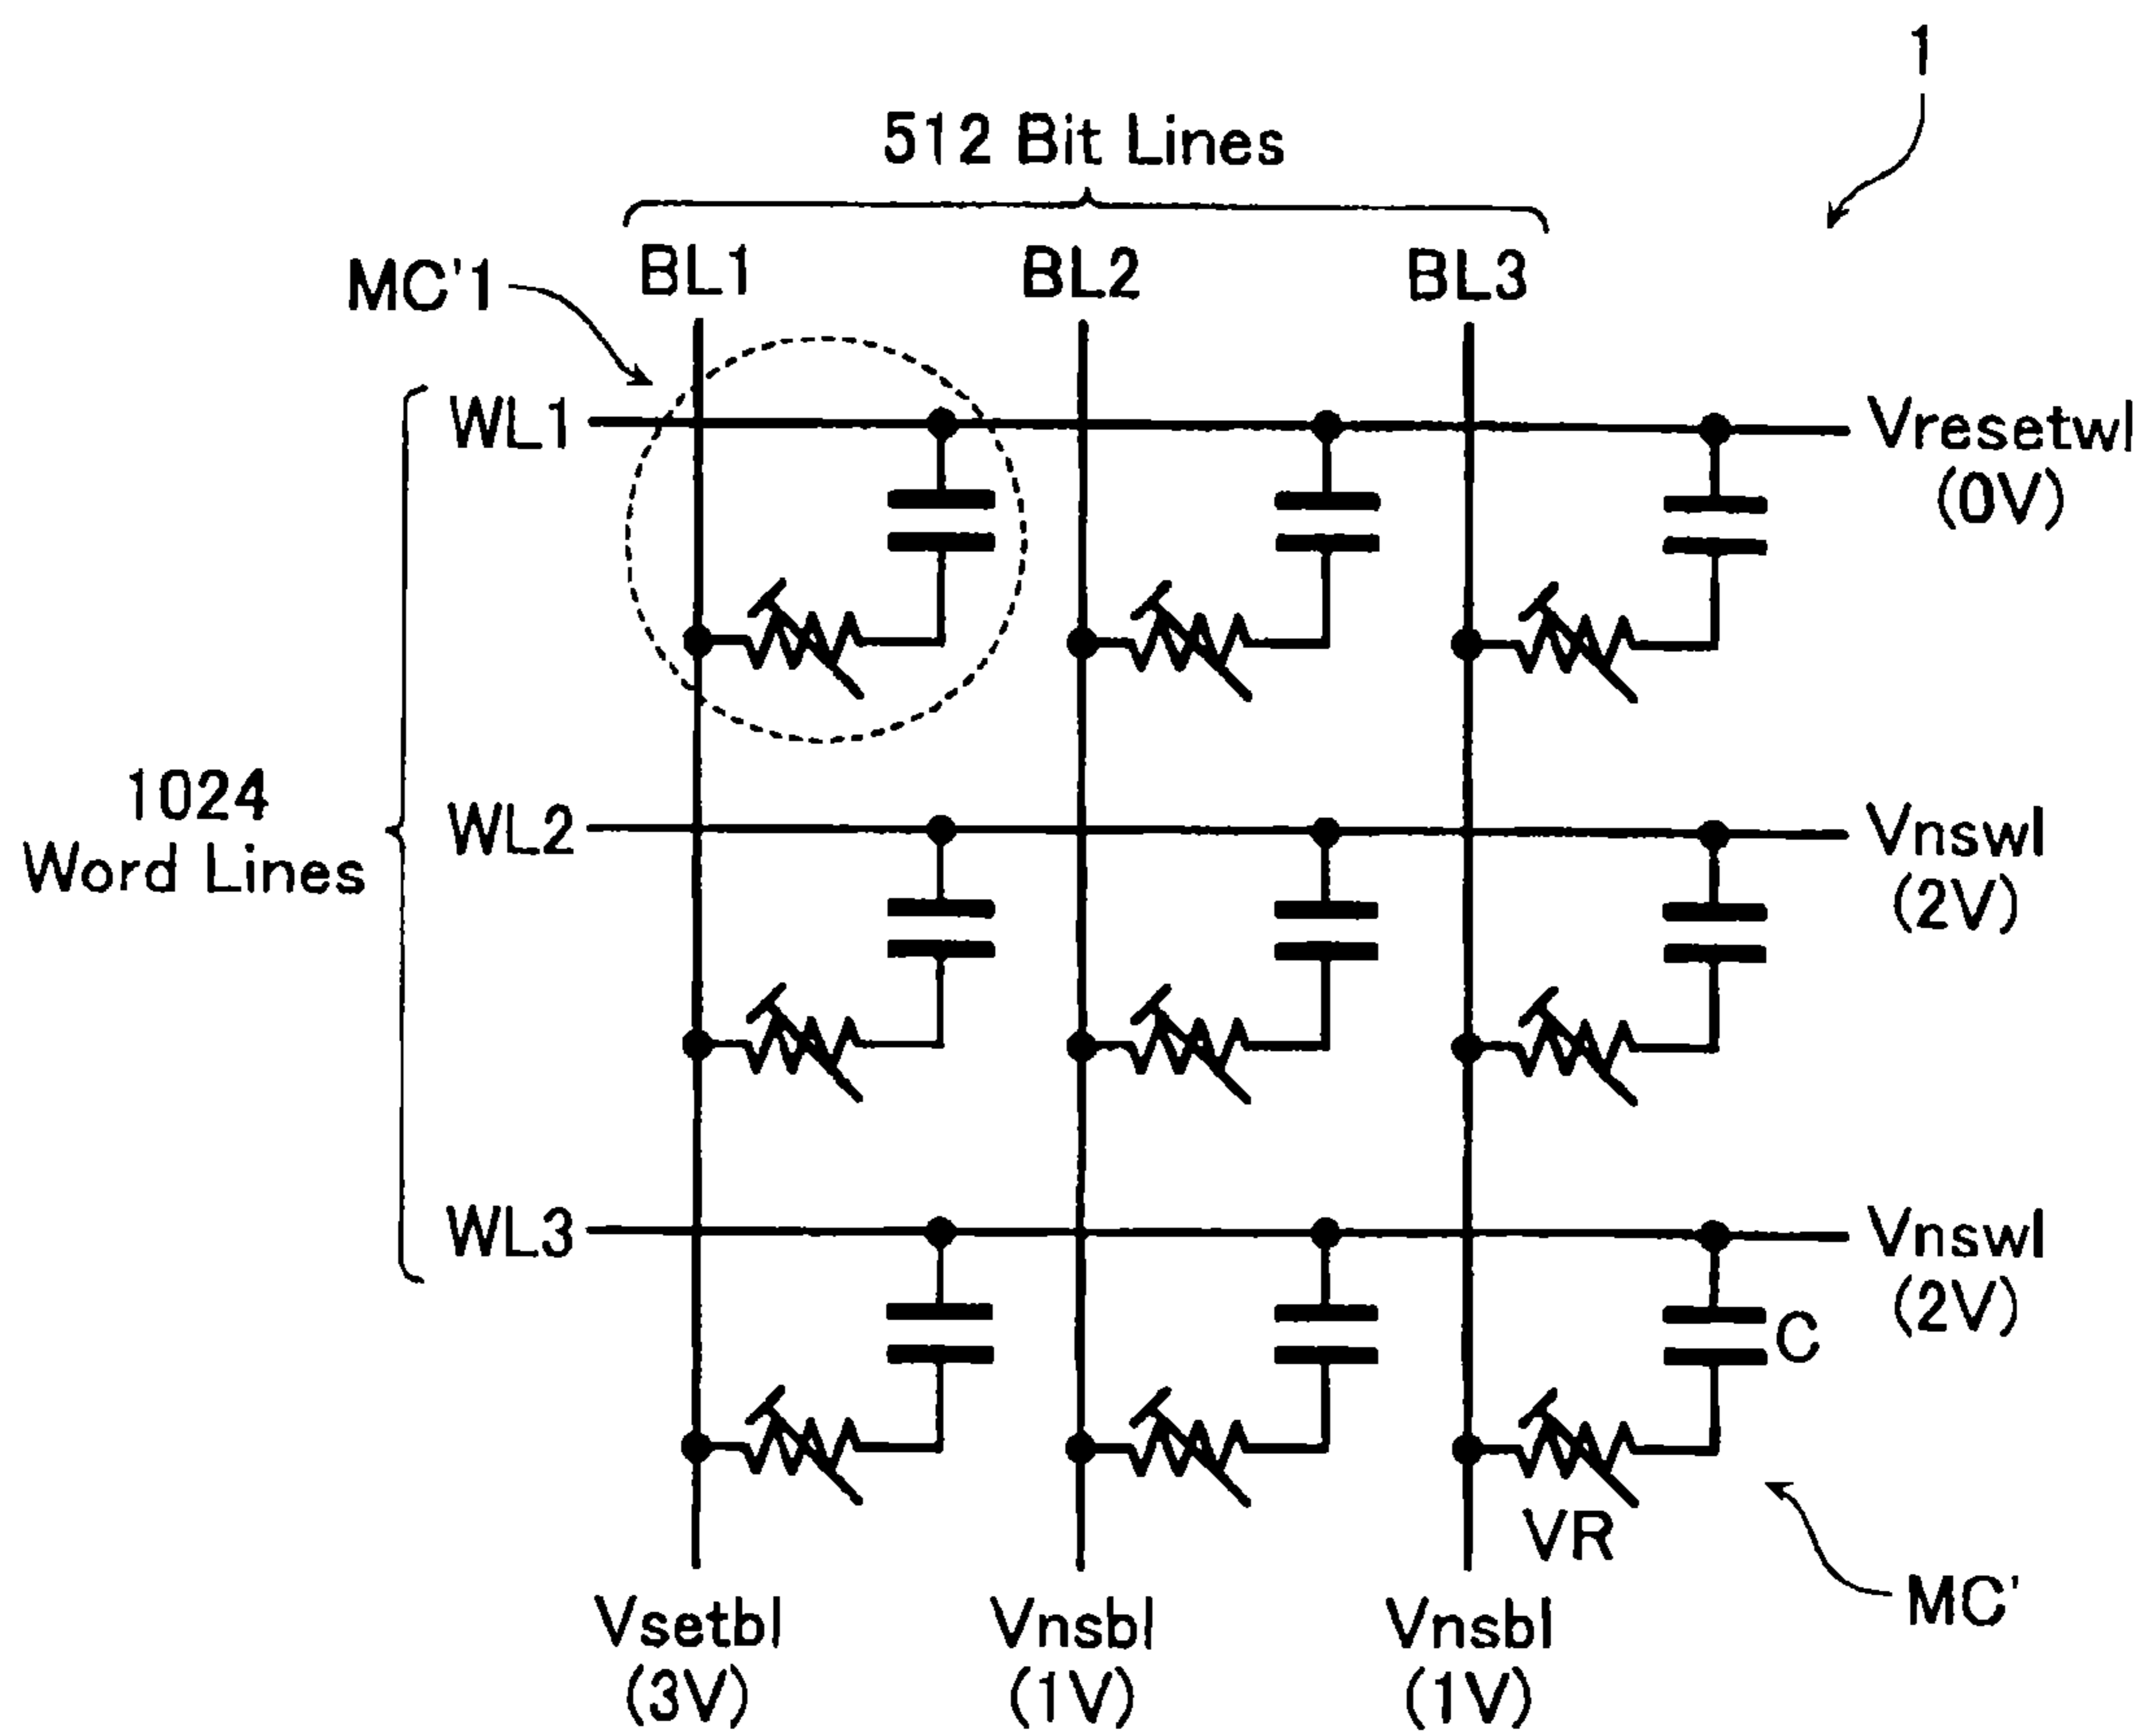 1
512 Bit Lines
BL1 BL2 BL3
MC'1
WL1
Vresetwl
(0V)
1024
Word Lines
WL2
Vnswl
(2V)
WL3
Vnswl
(2V)
C
VR
MC'
Vsetbl Vnsbl Vnsbl
(3V) (1V) (1V)